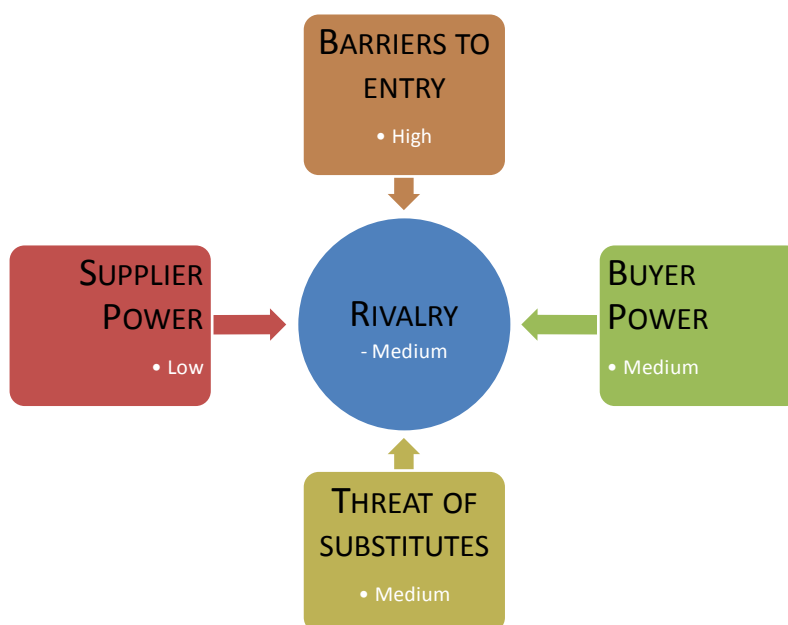 BARRIERS TO
ENTRY
• High
SUPPLIER
POWER
• Low
RIVALRY
- Medium
BUYER
POWER
• Medium
THREAT OF
SUBSTITUTES
• Medium